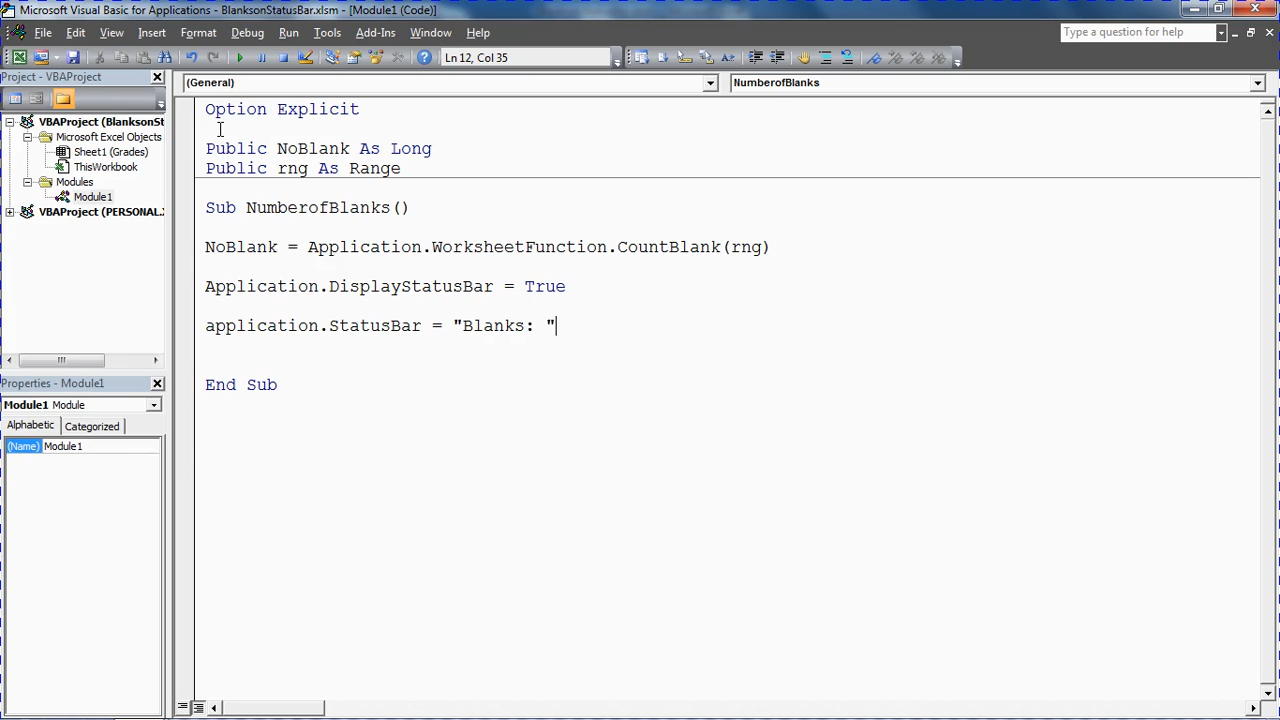 Microsoft Visual Basic for Applications - BlanksonStatusBar.xlsm - [Module1 (Code)]
File Edit View Insert Format Debug Run Tools Add-Ins Window Help
Type a question for help
Ln 12, Col 35
Project - VBAProject
(General)
NumberofBlanks
VBAProject (BlanksonSt
Microsoft Excel Objects
Sheet1 (Grades)
ThisWorkbook
Modules
Module1
VBAProject (PERSONAL.X
Option Explicit
Public NoBlank As Long
Public rng As Range
Sub NumberofBlanks()
NoBlank = Application.WorksheetFunction.CountBlank(rng)
Application.DisplayStatusBar = True
application.StatusBar = "Blanks: "
End Sub
Properties - Module1
Module1 Module
Alphabetic Categorized
(Name) Module1